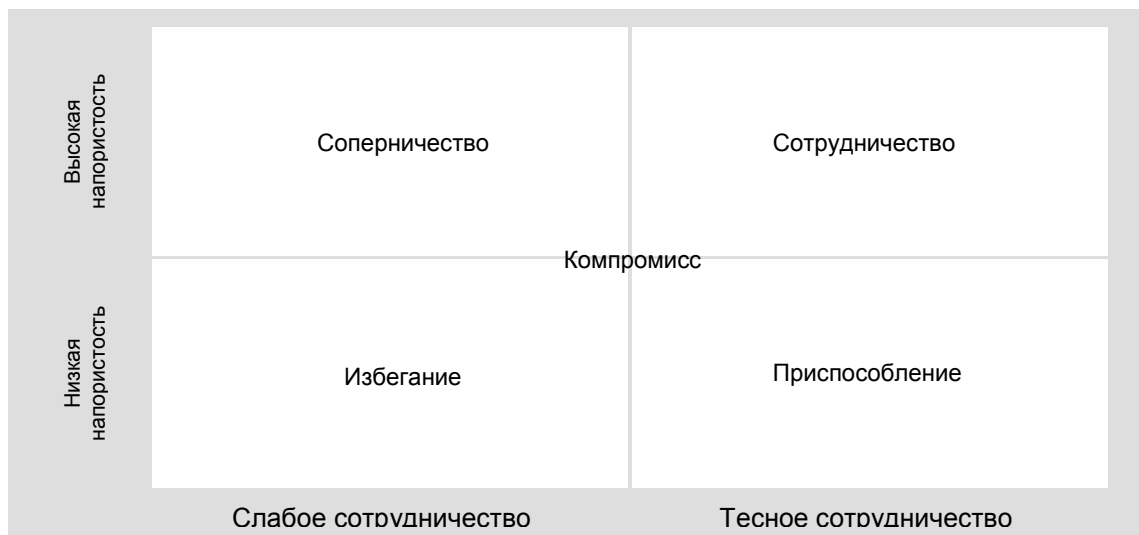 Высокая
напористость
Соперничество
Сотрудничество
Компромисс
Низкая
напористость
Избегание
Приспособление
Слабое сотрудничество
Тесное сотрудничество